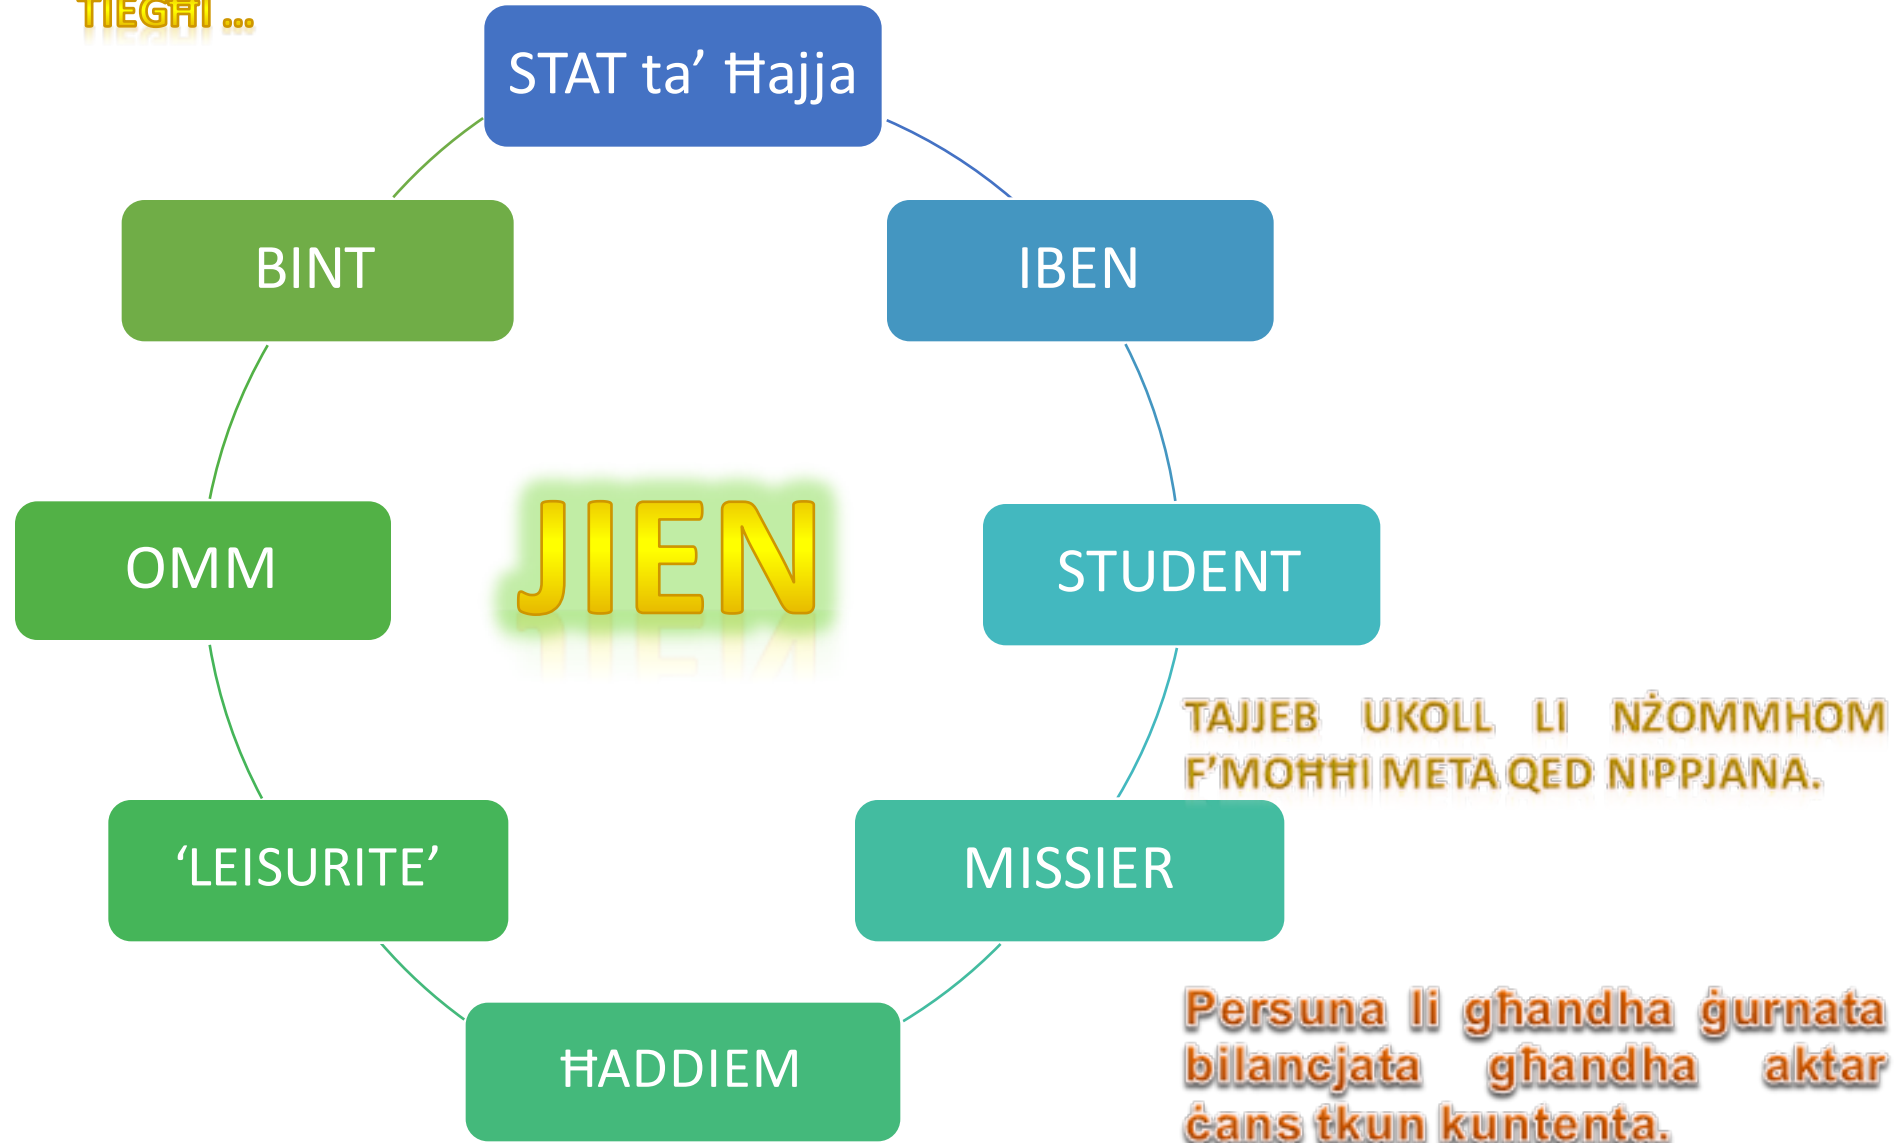 TIEGĦI ...
STAT ta’ Ħajja
BINT
IBEN
OMM
JIEN
STUDENT
TAJJEB UKOLL LI NŻOMMHOM
F’MOĦĦI META QED NIPPJANA.
‘LEISURITE’
MISSIER
ĦADDIEM
Persuna li għandha ġurnata
bilancjata għandha aktar
ċans tkun kuntenta.